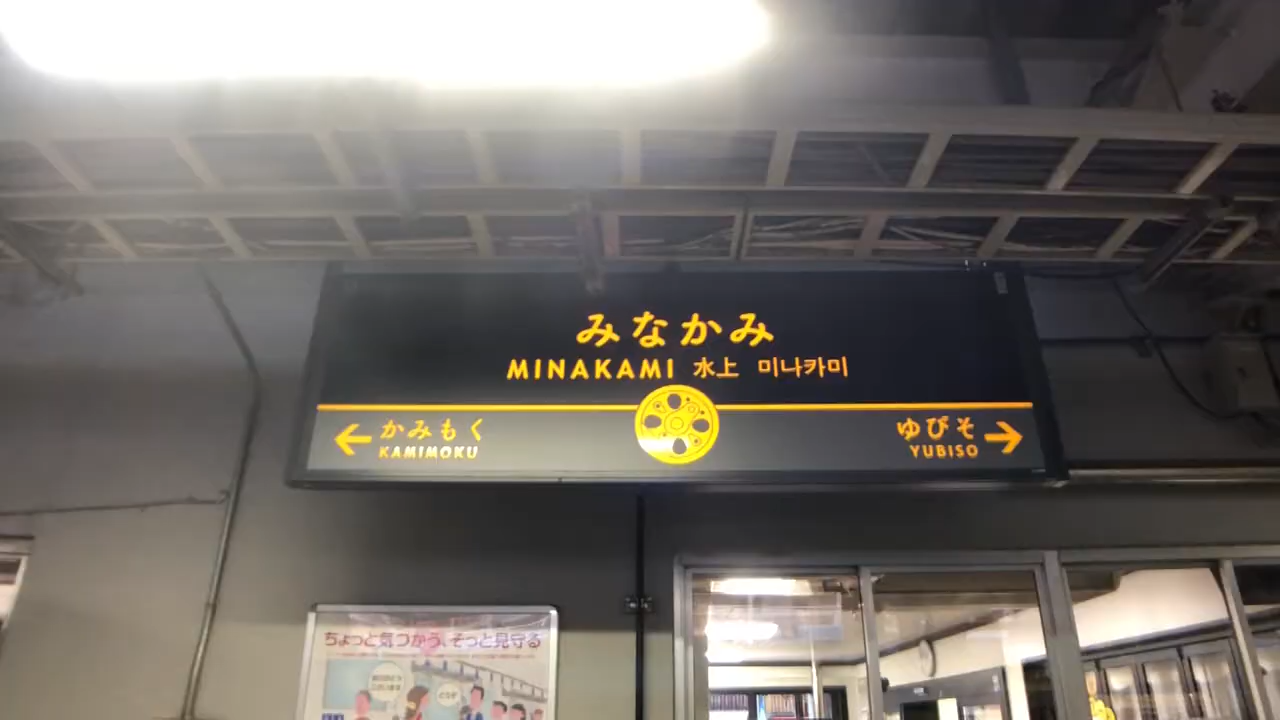 みなかみ
MINAKAMI 水上 미나카미
← かみもく
KAMIMOKU
ゆびそ →
YUBISO
ちょっと気づかう、そっと見守る